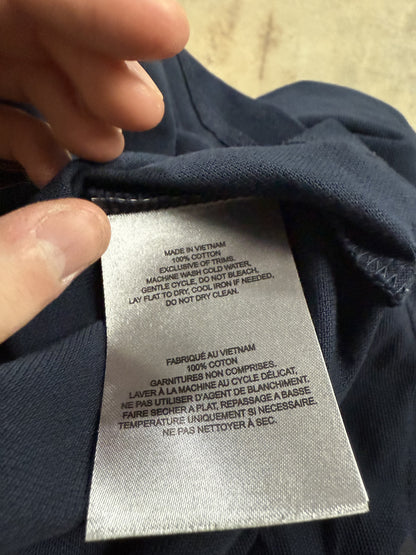 MADE IN VIETNAM
100% COTTON
EXCLUSIVE OF TRIMS.
MACHINE WASH COLD WATER,
GENTLE CYCLE, DO NOT BLEACH,
LAY FLAT TO DRY, COOL IRON IF NEEDED,
DO NOT DRY CLEAN.
FABRIQUÉ AU VIETNAM
100% COTON
GARNITURES NON COMPRISES.
LAVER À LA MACHINE AU CYCLE DÉLICAT,
NE PAS UTILISER D'AGENT DE BLANCHIMENT.
FAIRE SECHER A PLAT, REPASSAGE A BASSE
TEMPÉRATURE UNIQUEMENT SI NECESSAIRE.
NE PAS NETTOYER À SEC.